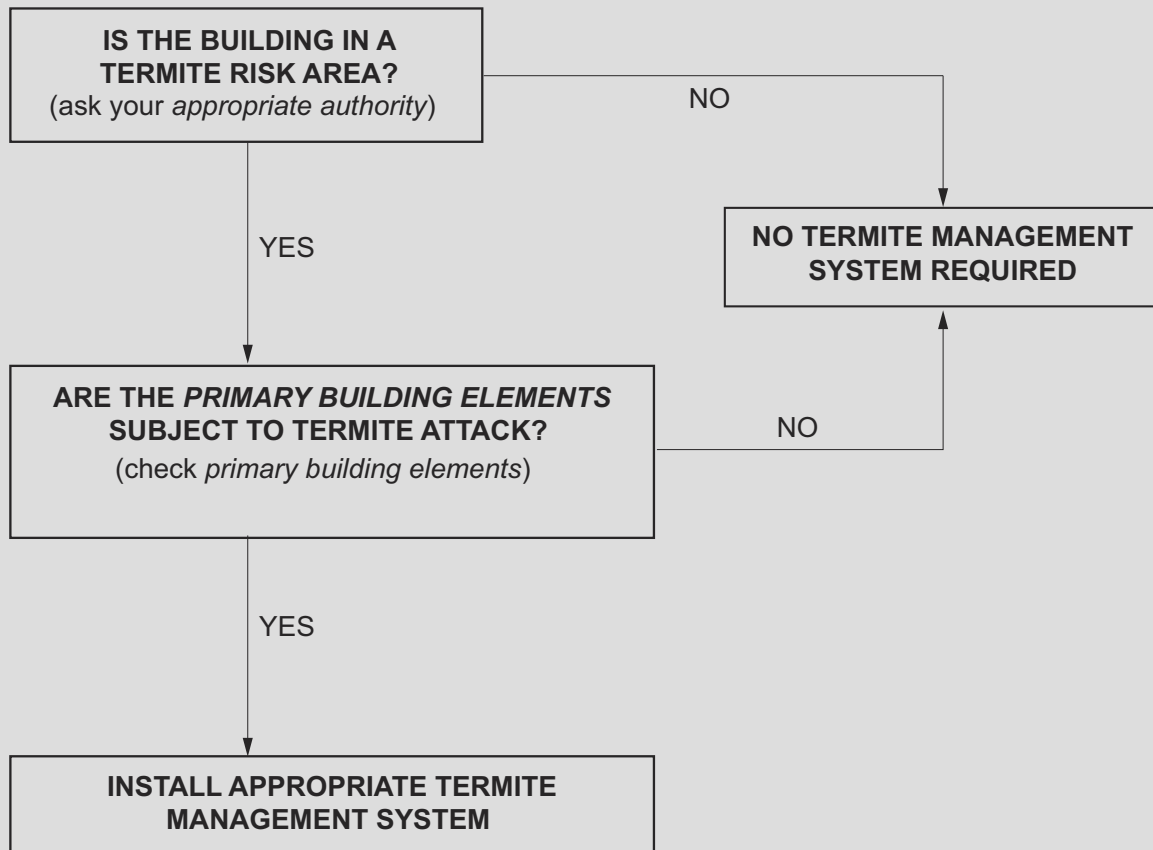 IS THE BUILDING IN A
TERMITE RISK AREA?
(ask your appropriate authority)
NO
NO TERMITE MANAGEMENT
SYSTEM REQUIRED
YES
ARE THE PRIMARY BUILDING ELEMENTS
SUBJECT TO TERMITE ATTACK?
(check primary building elements)
NO
YES
INSTALL APPROPRIATE TERMITE
MANAGEMENT SYSTEM